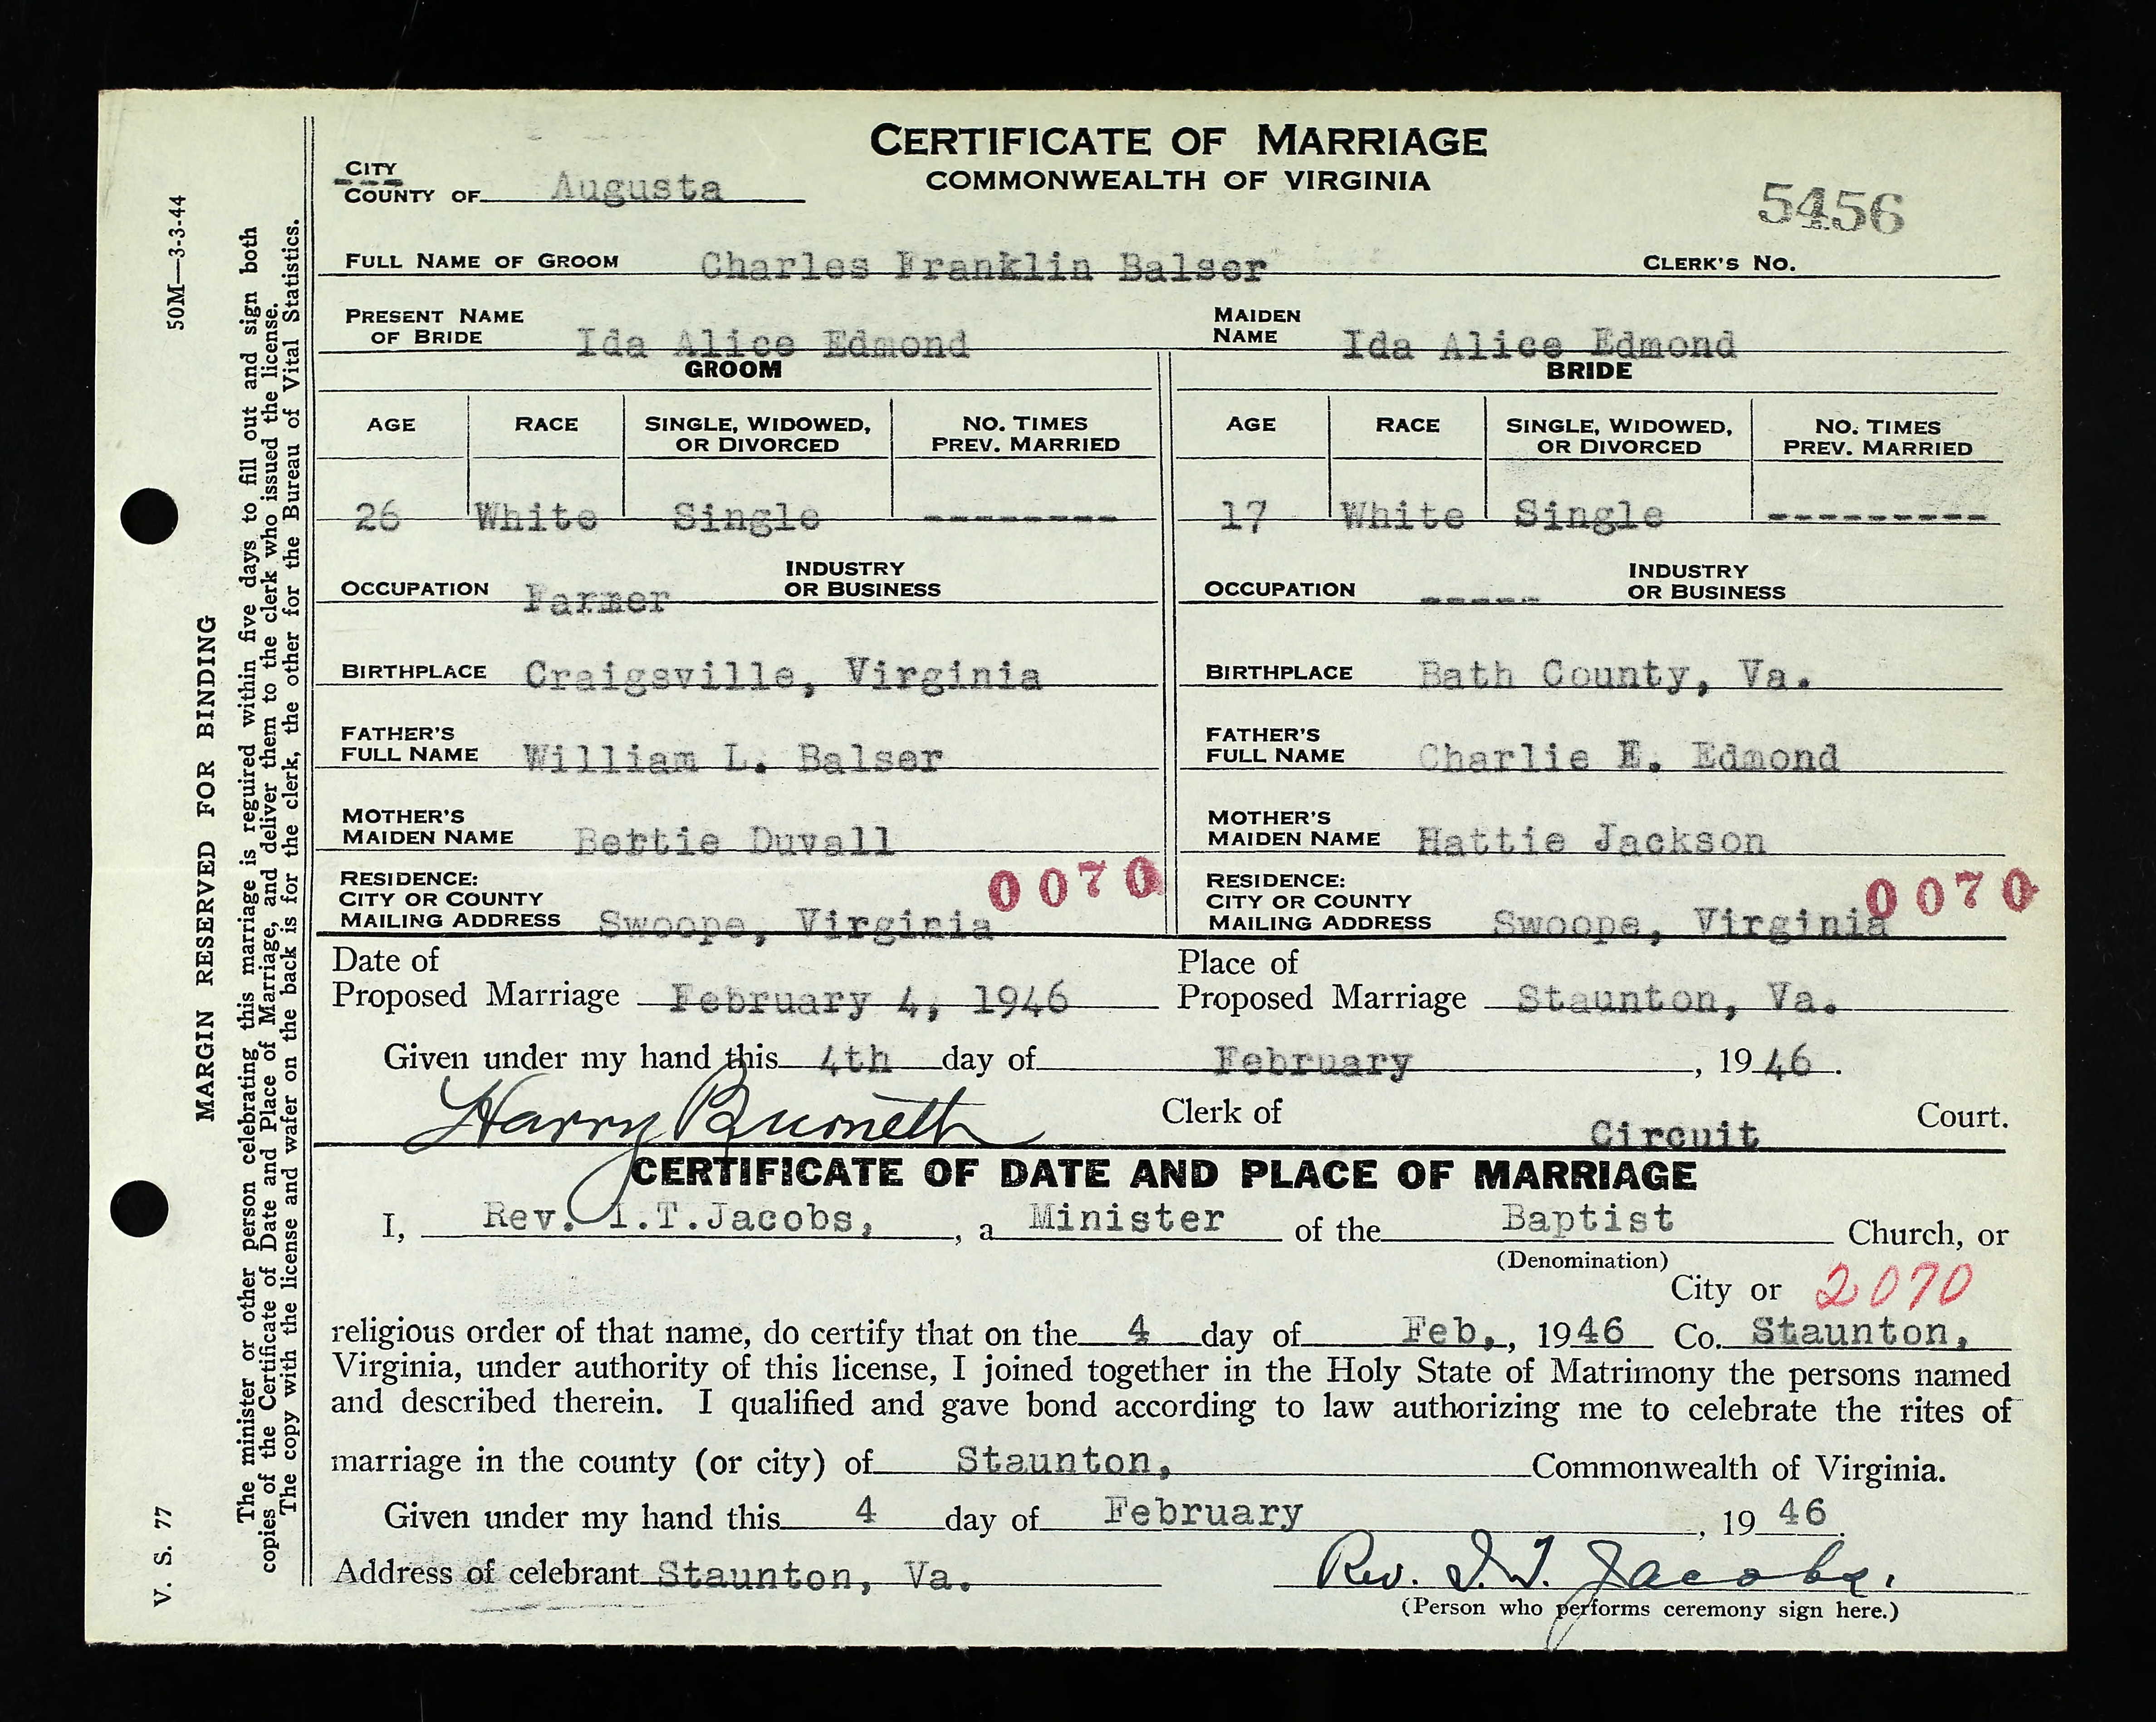 CERTIFICATE OF MARRIAGE
COMMONWEALTH OF VIRGINIA
CITY
COUNTY OF Augusta
5456
FULL NAME OF GROOM Charles Franklin Balser CLERK'S NO.
PRESENT NAME OF BRIDE Ida Alice Edmond MAIDEN NAME Ida Alice Edmond
GROOM BRIDE
AGE RACE SINGLE, WIDOWED, OR DIVORCED NO. TIMES PREV. MARRIED AGE RACE SINGLE, WIDOWED, OR DIVORCED NO. TIMES PREV. MARRIED
26 White Single -------- 17 White Single ---------
OCCUPATION Farmer INDUSTRY OR BUSINESS OCCUPATION ----- INDUSTRY OR BUSINESS
BIRTHPLACE Craigsville, Virginia BIRTHPLACE Bath County, Va.
FATHER'S FULL NAME William L. Balser FATHER'S FULL NAME Charlie E. Edmond
MOTHER'S MAIDEN NAME Bertie Duvall MOTHER'S MAIDEN NAME Hattie Jackson
0070 0070
RESIDENCE: CITY OR COUNTY MAILING ADDRESS Swoope, Virginia RESIDENCE: CITY OR COUNTY MAILING ADDRESS Swoope, Virginia
Date of Proposed Marriage February 4, 1946 Place of Proposed Marriage Staunton, Va.
Given under my hand this 4th day of February, 1946.
Harry Burnett Clerk of Circuit Court.
CERTIFICATE OF DATE AND PLACE OF MARRIAGE
I, Rev. I.T.Jacobs, , a Minister of the Baptist Church, or
(Denomination)
City or 2070
religious order of that name, do certify that on the 4 day of Feb,, 1946 Co. Staunton,
Virginia, under authority of this license, I joined together in the Holy State of Matrimony the persons named
and described therein. I qualified and gave bond according to law authorizing me to celebrate the rites of
marriage in the county (or city) of Staunton, Commonwealth of Virginia.
Given under my hand this 4 day of February, 1946.
Address of celebrant Staunton, Va. Rev. I. T. Jacobs.
(Person who performs ceremony sign here.)
50M—3-3-44
MARGIN RESERVED FOR BINDING
V. S. 77
The minister or other person celebrating this marriage is required within five days to fill out and sign both
copies of the Certificate of Date and Place of Marriage, and deliver them to the clerk who issued the license.
The copy with the license and wafer on the back is for the clerk, the other for the Bureau of Vital Statistics.